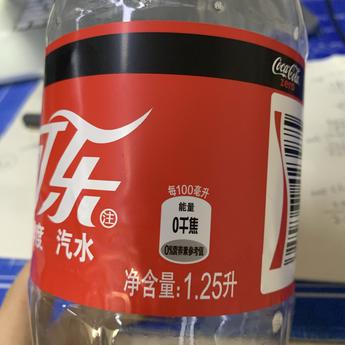 Coca-Cola
zero
可乐
注
度 汽水
每100毫升
能量
0千焦
0%营养素参考值
净含量:1.25升